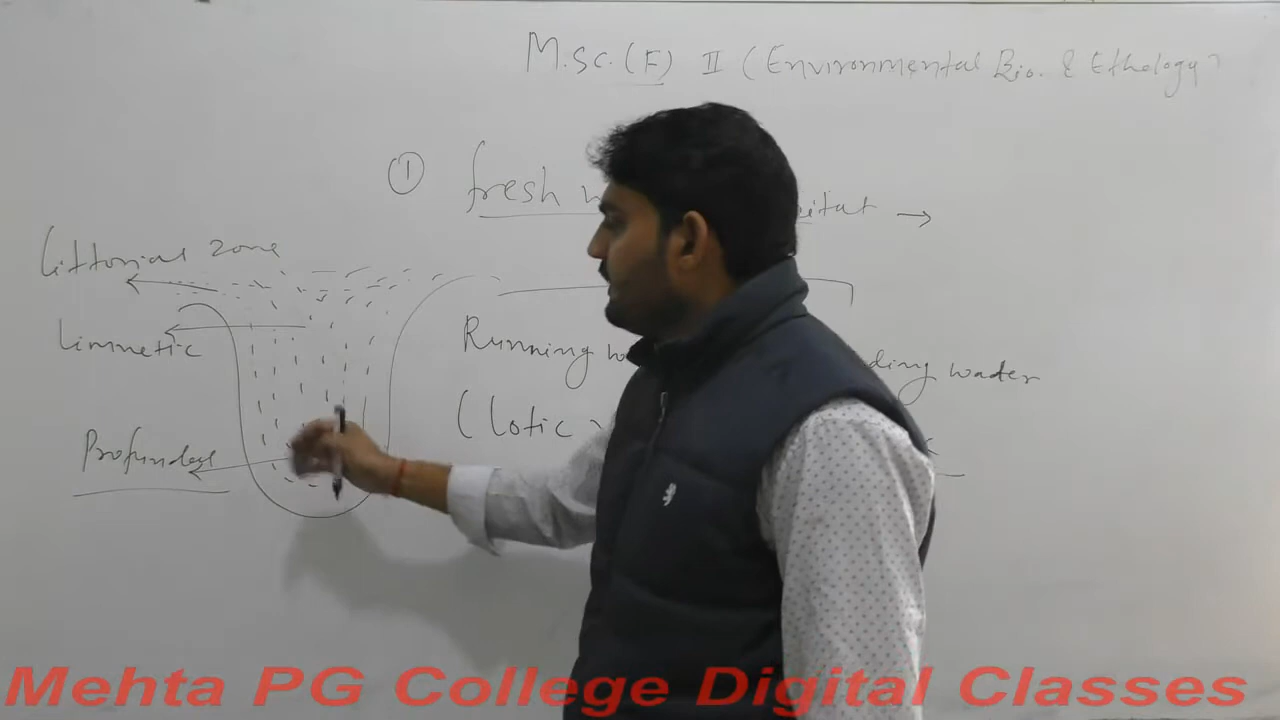 M.Sc.(F) II (Environmental Bio. & Ethology)
① fresh
Littorial zone
Limnetic
Running
water
(lotic
Profundal
Mehta PG College Digital Classes